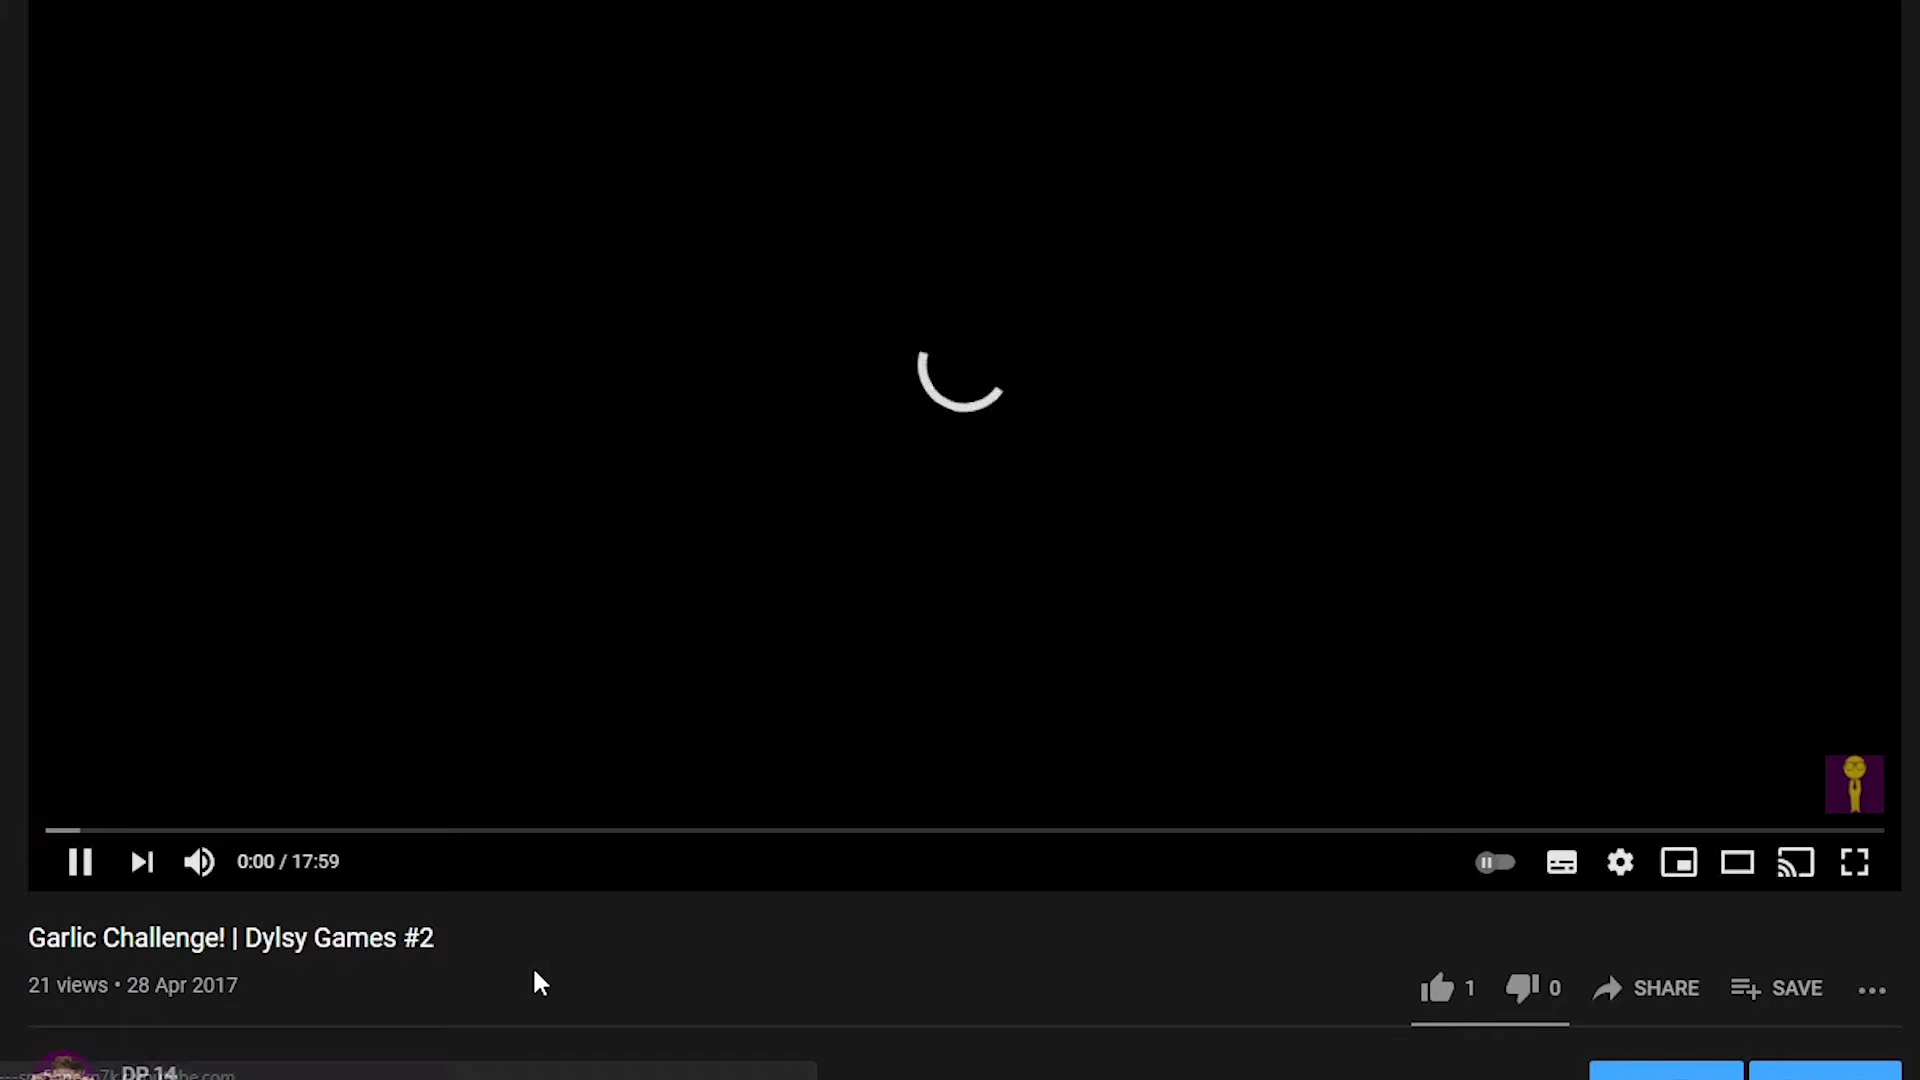 0:00 / 17:59
Garlic Challenge! | Dylsy Games #2
21 views • 28 Apr 2017
1 0 SHARE SAVE
DP 14